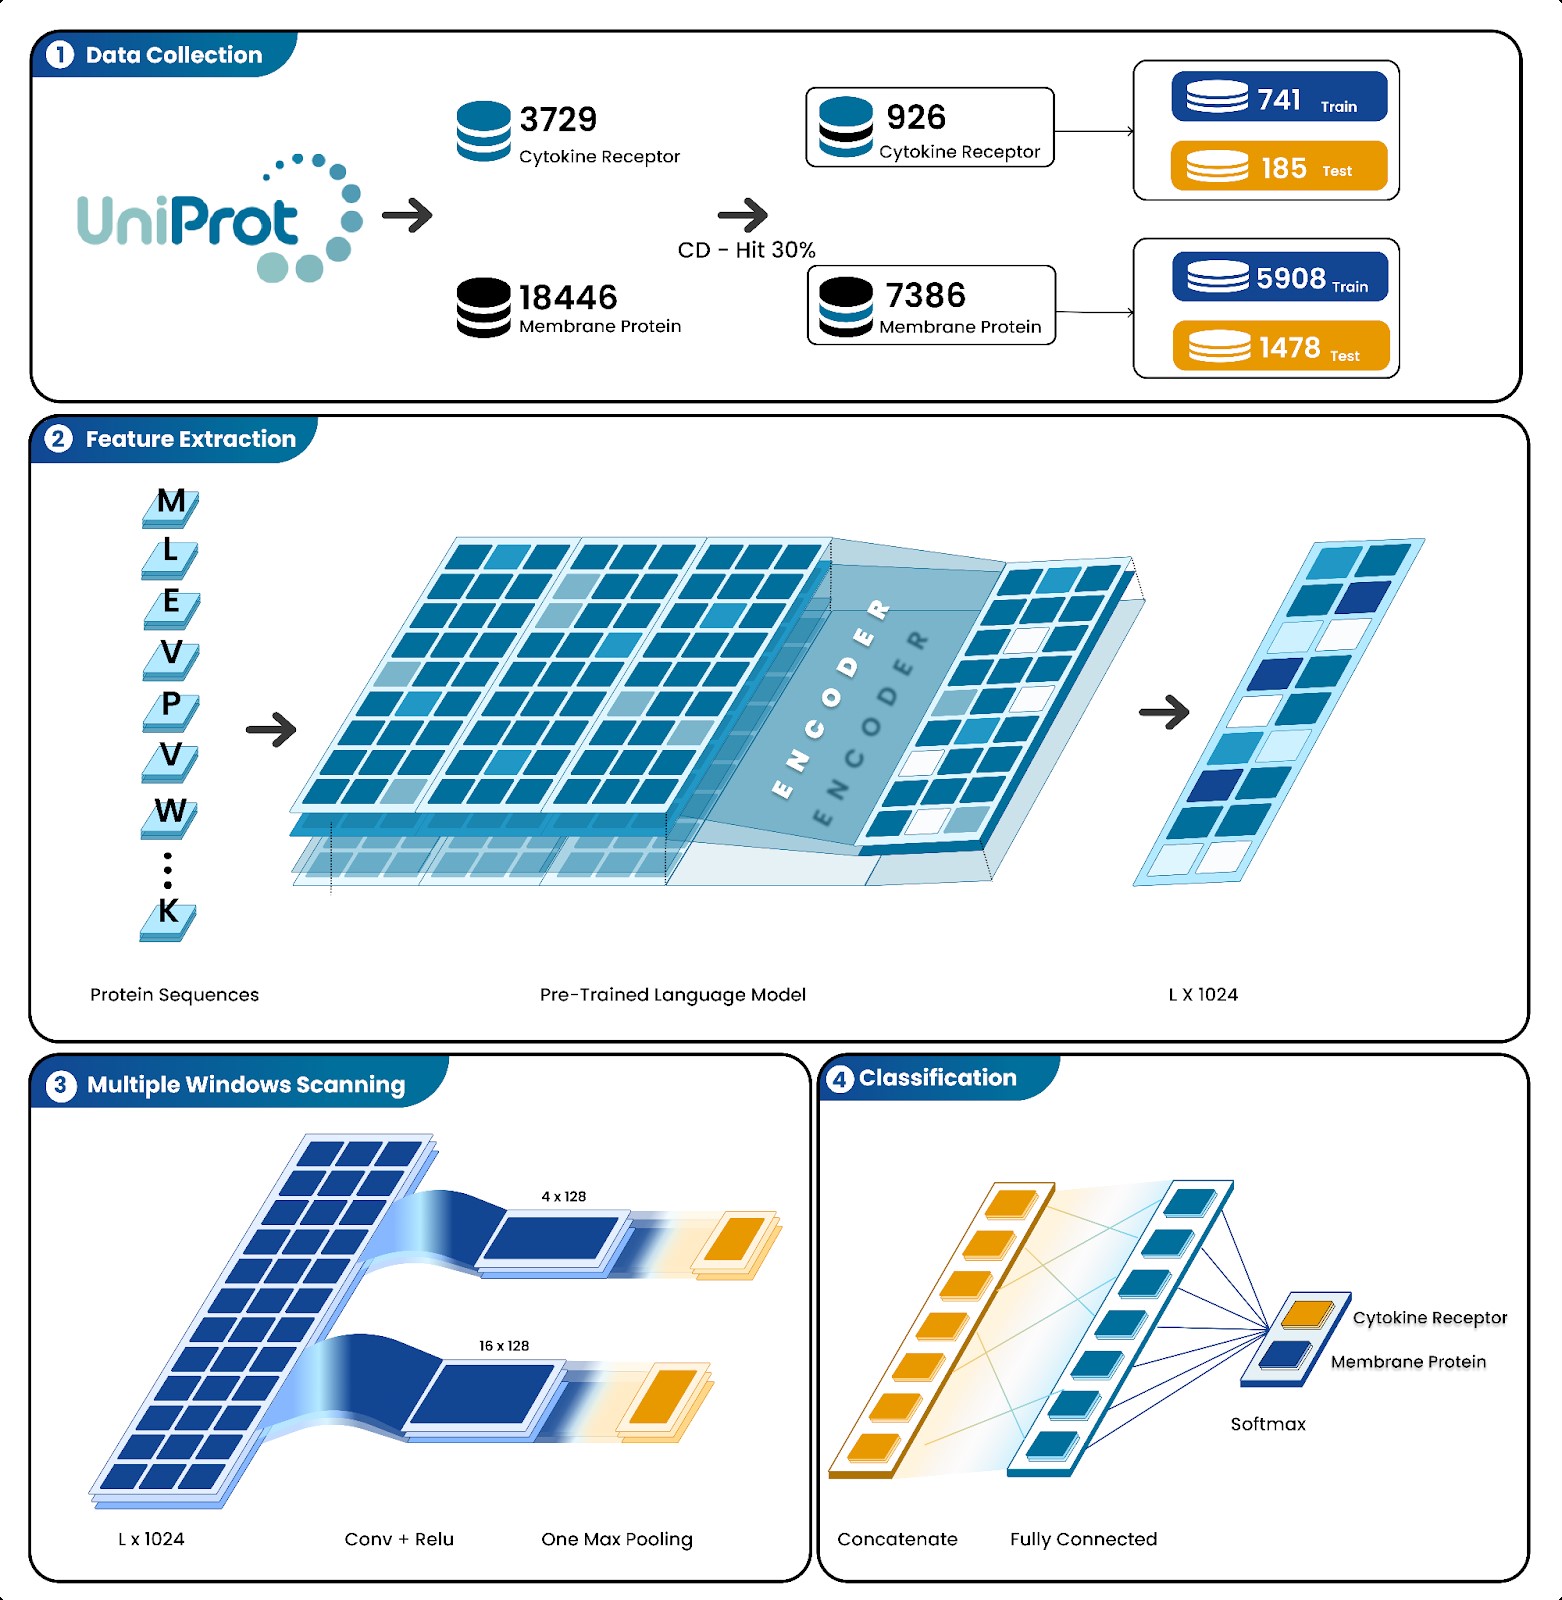 1 Data Collection
UniProt
3729
Cytokine Receptor
18446
Membrane Protein
CD - Hit 30%
926
Cytokine Receptor
7386
Membrane Protein
741 Train
185 Test
5908 Train
1478 Test
2 Feature Extraction
M
L
E
V
P
V
W
K
ENCODER
ENCODER
Protein Sequences
Pre-Trained Language Model
L X 1024
3 Multiple Windows Scanning
4 x 128
16 x 128
L x 1024
Conv + Relu
One Max Pooling
4 Classification
Cytokine Receptor
Membrane Protein
Softmax
Concatenate
Fully Connected